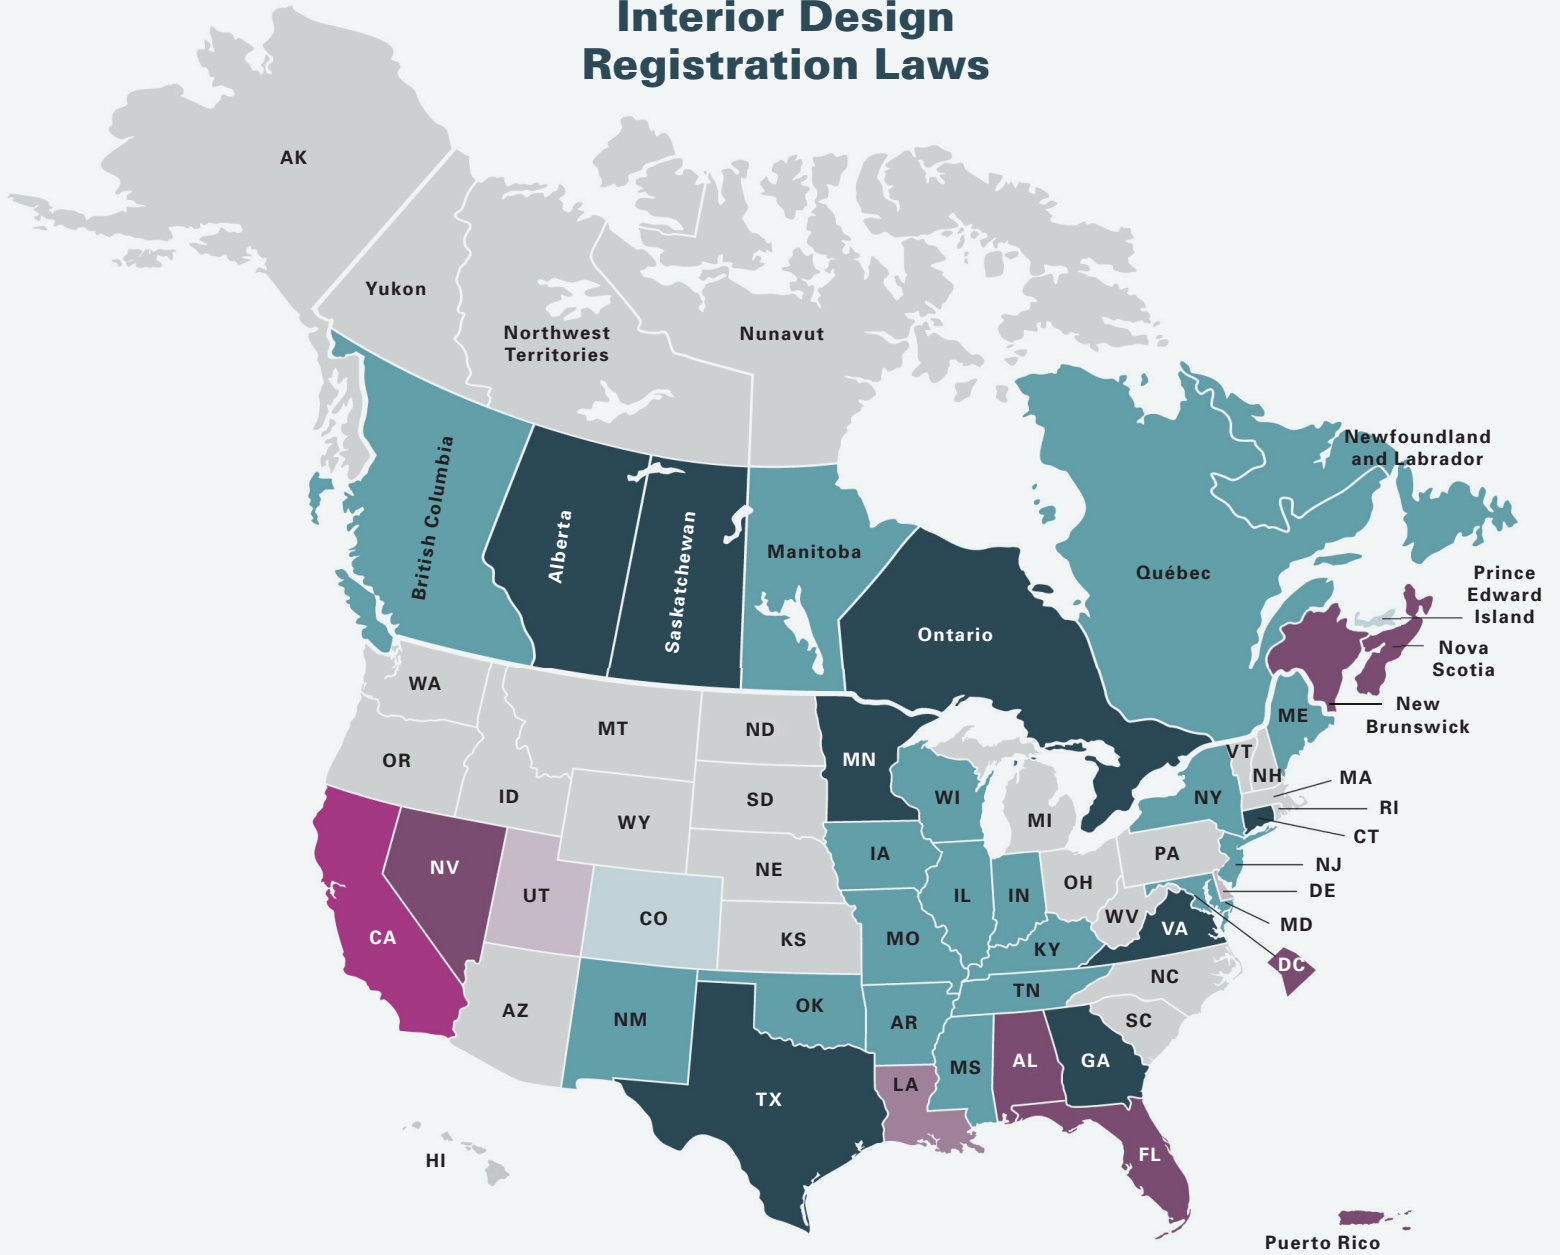 Interior Design
Registration Laws
AK
Yukon
Northwest
Territories
Nunavut
British Columbia
Alberta
Saskatchewan
Manitoba
Ontario
Québec
Newfoundland
and Labrador
Prince
Edward
Island
Nova
Scotia
New
Brunswick
WA
MT
ND
MN
OR
ID
WY
SD
WI
MI
NY
VT
NH
ME
MA
RI
CT
NJ
DE
MD
DC
CA
NV
UT
CO
NE
KS
IA
MO
IL
IN
OH
PA
WV
VA
KY
NC
TN
SC
AZ
NM
OK
AR
TX
LA
MS
AL
GA
FL
HI
Puerto Rico